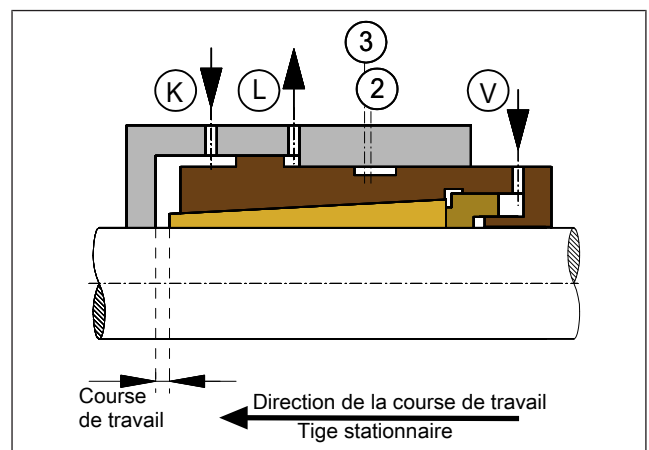 3
K L 2 V
Course
de travail
Direction de la course de travail
Tige stationnaire